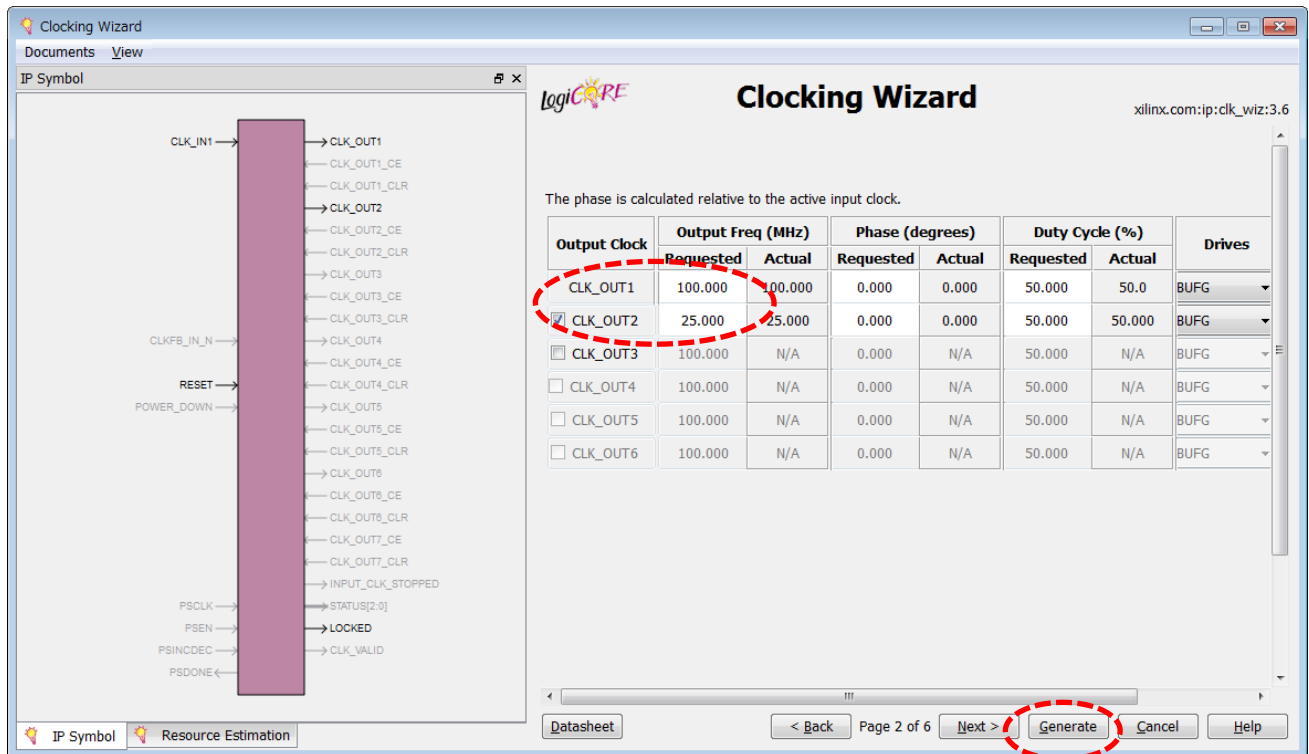 Clocking Wizard
Documents View
IP Symbol
CLK_IN1
CLKFB_IN_N
RESET
POWER_DOWN
PSCLK
PSEN
PSINCDEC
PSDONE
CLK_OUT1
CLK_OUT1_CE
CLK_OUT1_CLR
CLK_OUT2
CLK_OUT2_CE
CLK_OUT2_CLR
CLK_OUT3
CLK_OUT3_CE
CLK_OUT3_CLR
CLK_OUT4
CLK_OUT4_CE
CLK_OUT4_CLR
CLK_OUT5
CLK_OUT5_CE
CLK_OUT5_CLR
CLK_OUT6
CLK_OUT6_CE
CLK_OUT6_CLR
CLK_OUT7_CE
CLK_OUT7_CLR
INPUT_CLK_STOPPED
STATUS[2:0]
LOCKED
CLK_VALID
IP Symbol Resource Estimation
LogiCORE
Clocking Wizard
xilinx.com:ip:clk_wiz:3.6
The phase is calculated relative to the active input clock.
Output Clock Output Freq (MHz) Phase (degrees) Duty Cycle (%) Drives
Requested Actual Requested Actual Requested Actual
CLK_OUT1 100.000 100.000 0.000 0.000 50.000 50.0 BUFG
CLK_OUT2 25.000 25.000 0.000 0.000 50.000 50.000 BUFG
CLK_OUT3 100.000 N/A 0.000 N/A 50.000 N/A BUFG
CLK_OUT4 100.000 N/A 0.000 N/A 50.000 N/A BUFG
CLK_OUT5 100.000 N/A 0.000 N/A 50.000 N/A BUFG
CLK_OUT6 100.000 N/A 0.000 N/A 50.000 N/A BUFG
Datasheet < Back Page 2 of 6 Next > Generate Cancel Help